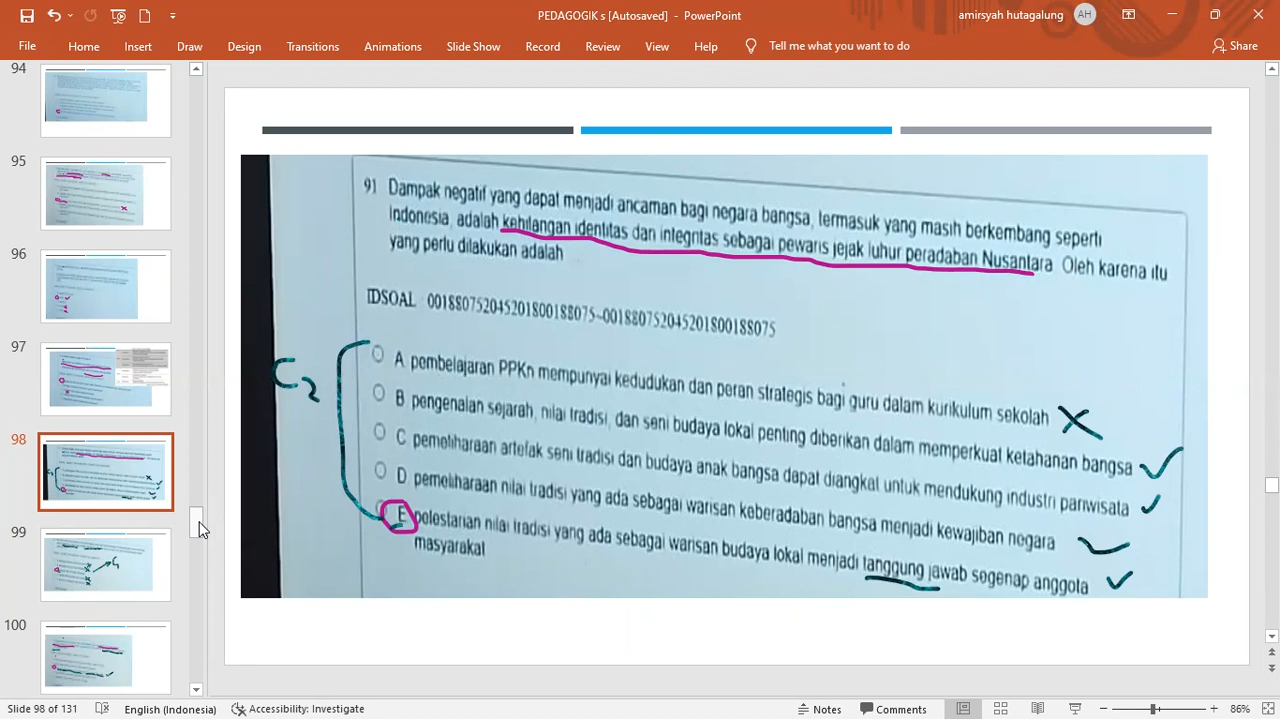 PEDAGOGIK s [Autosaved] - PowerPoint
amirsyah hutagalung AH
File Home Insert Draw Design Transitions Animations Slide Show Record Review View Help Tell me what you want to do Share
94
95
96
97
98
99
100
91 Dampak negatif yang dapat menjadi ancaman bagi negara bangsa, termasuk yang masih berkembang seperti
Indonesia, adalah kehilangan identitas dan integritas sebagai pewaris jejak luhur peradaban Nusantara Oleh karena itu
yang perlu dilakukan adalah
IDSOAL 001880752045201800188075-001880752045201800188075
C2
A pembelajaran PPKn mempunyai kedudukan dan peran strategis bagi guru dalam kurikulum sekolah
B pengenalan sejarah, nilai tradisi, dan seni budaya lokal penting diberikan dalam memperkuat ketahanan bangsa
C pemeliharaan artefak seni tradisi dan budaya anak bangsa dapat diangkat untuk mendukung industri pariwisata
D pemeliharaan nilai tradisi yang ada sebagai warisan keberadaban bangsa menjadi kewajiban negara
E pelestarian nilai tradisi yang ada sebagai warisan budaya lokal menjadi tanggung jawab segenap anggota
masyarakat
Slide 98 of 131 English (Indonesia) Accessibility: Investigate Notes Comments 86%